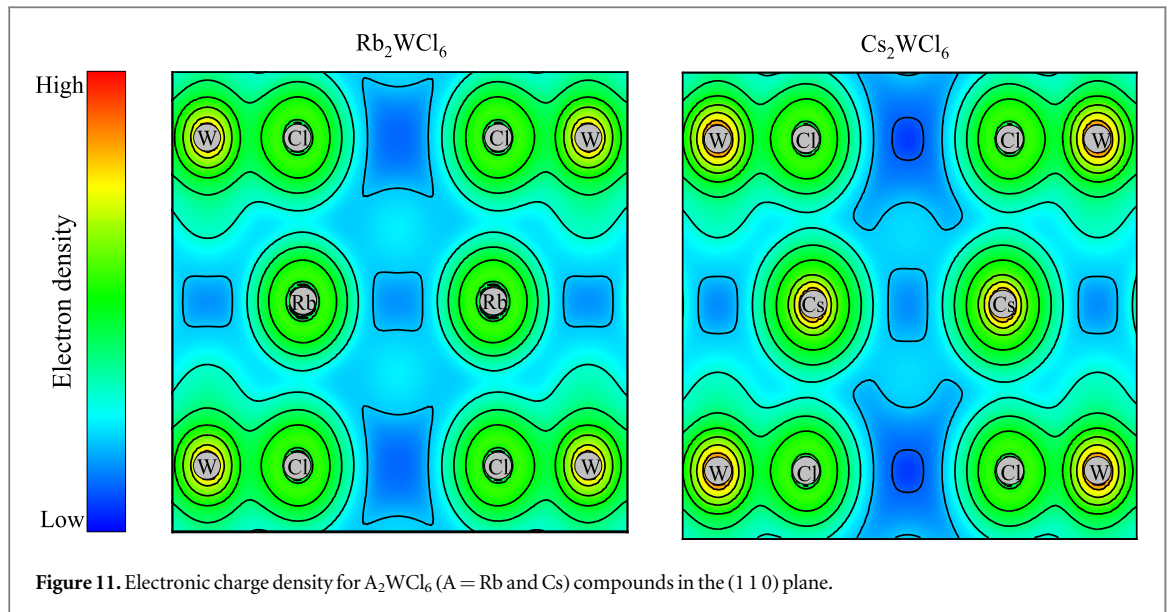 Rb₂WCl₆ Cs₂WCl₆
High
Electron density
Low
W Cl Cl W
Rb Rb
W Cl Cl W
W Cl Cl W
Cs Cs
W Cl Cl W
Figure 11. Electronic charge density for A₂WCl₆ (A = Rb and Cs) compounds in the (1 1 0) plane.